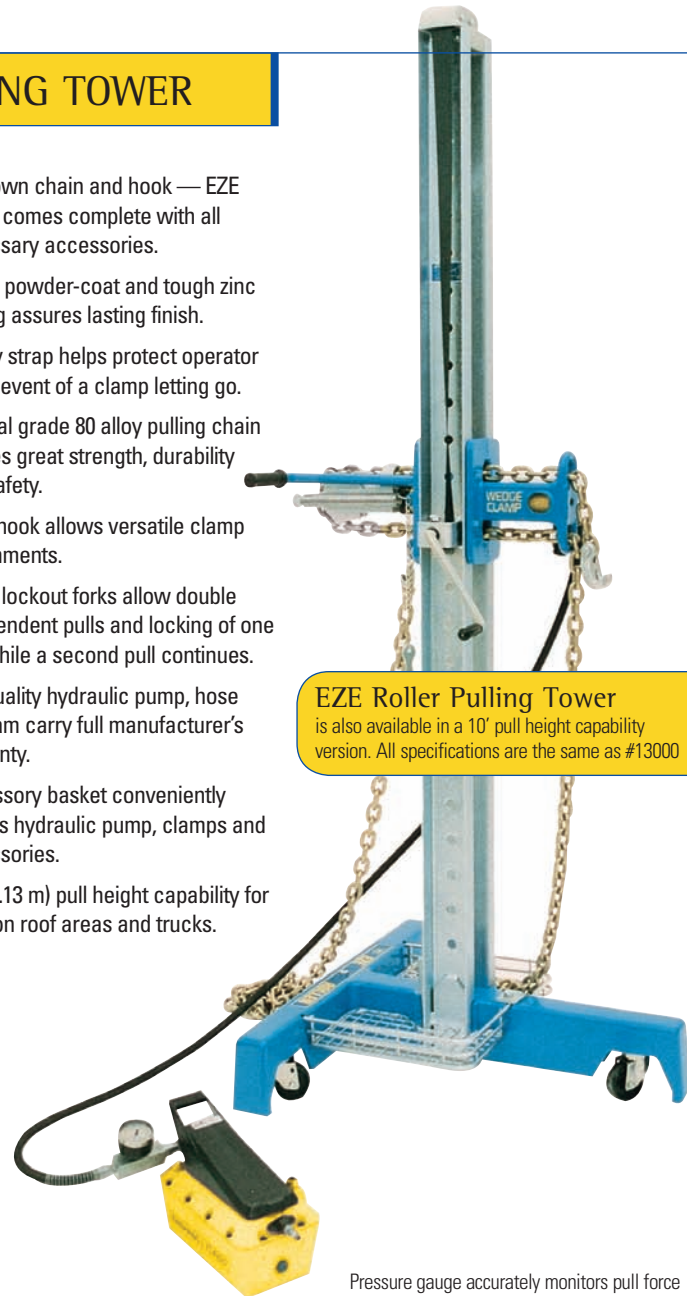 NG TOWER
own chain and hook — EZE
comes complete with all
sary accessories.
powder-coat and tough zinc
g assures lasting finish.
y strap helps protect operator
event of a clamp letting go.
al grade 80 alloy pulling chain
es great strength, durability
afety.
hook allows versatile clamp
hments.
lockout forks allow double
endent pulls and locking of one
while a second pull continues.
uality hydraulic pump, hose
am carry full manufacturer's
nty.
ssory basket conveniently
s hydraulic pump, clamps and
sories.
.13 m) pull height capability for
on roof areas and trucks.
WEDGE
CLAMP
EZE Roller Pulling Tower
is also available in a 10' pull height capability
version. All specifications are the same as #13000
Pressure gauge accurately monitors pull force